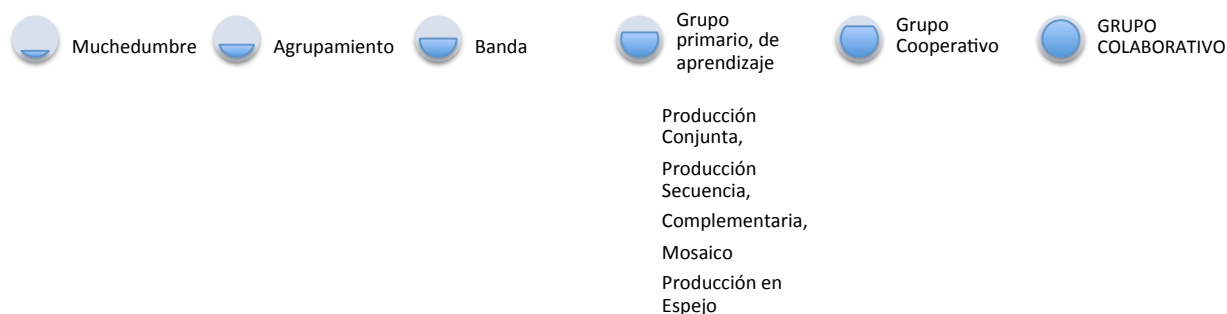 Muchedumbre
Agrupamiento
Banda
Grupo
primario, de
aprendizaje
Producción
Conjunta,
Producción
Secuencia,
Complementaria,
Mosaico
Producción en
Espejo
Grupo
Cooperativo
GRUPO
COLABORATIVO